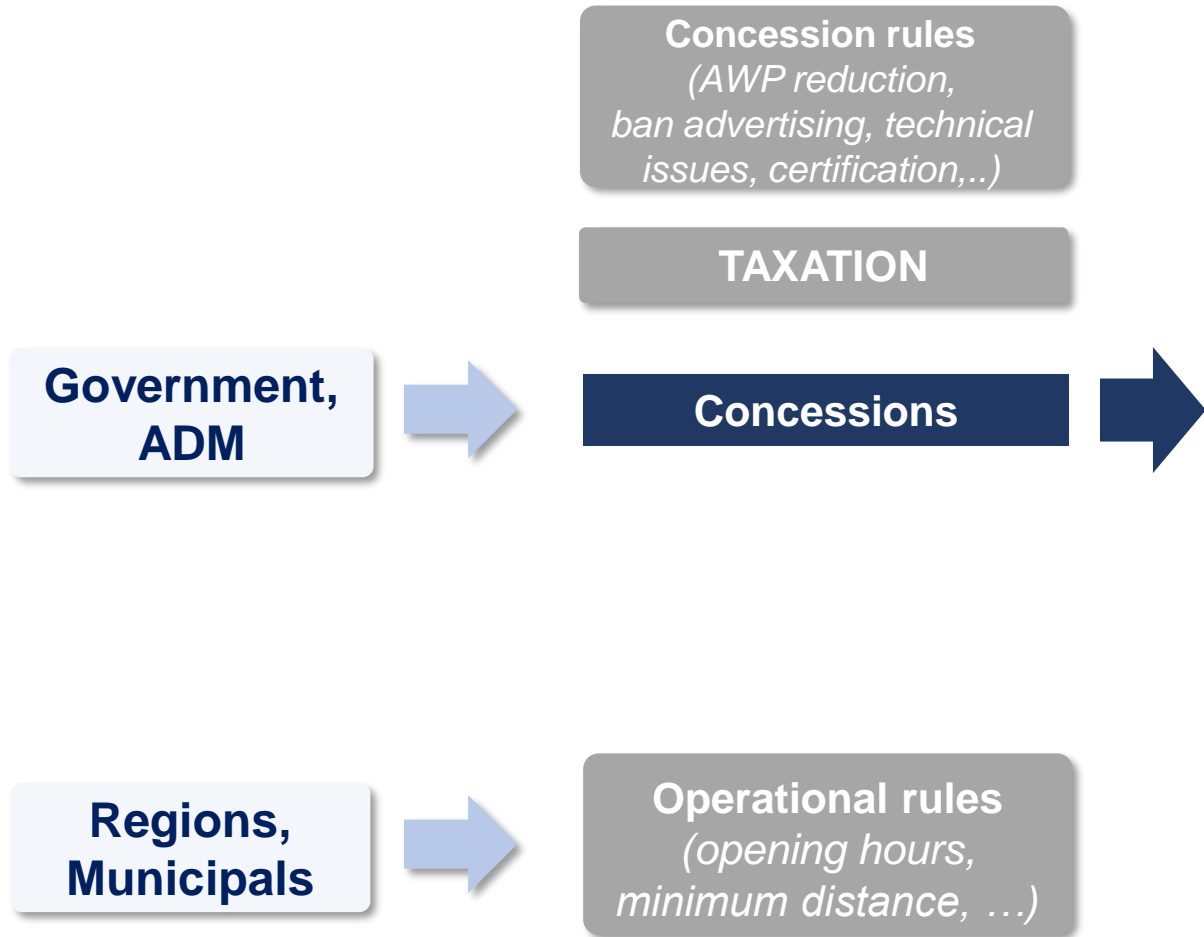 Concession rules
(AWP reduction,
ban advertising, technical
issues, certification,..)
TAXATION
Government,
ADM
Concessions
Regions,
Municipals
Operational rules
(opening hours,
minimum distance, …)